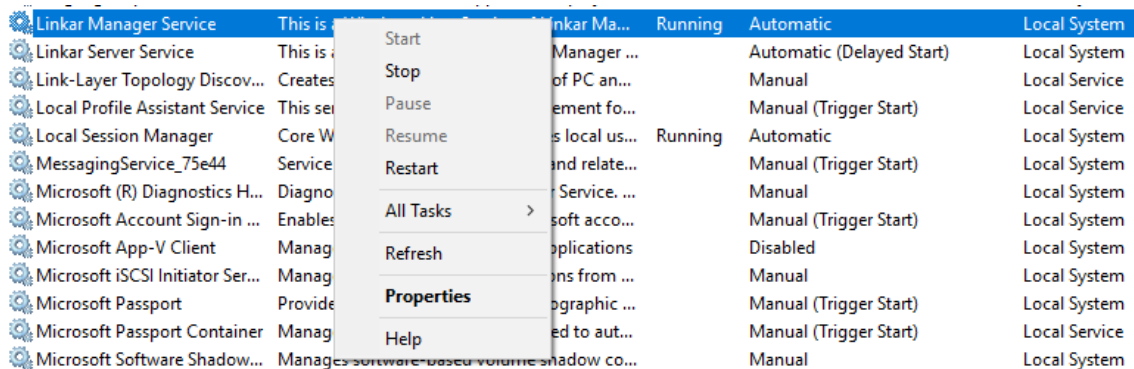 Linkar Manager Service This is a nkar Ma... Running Automatic Local System
Linkar Server Service This is a Manager ... Automatic (Delayed Start) Local System
Link-Layer Topology Discov... Creates of PC an... Manual Local Service
Local Profile Assistant Service This ser ement fo... Manual (Trigger Start) Local Service
Local Session Manager Core W s local us... Running Automatic Local System
MessagingService_75e44 Service and relate... Manual (Trigger Start) Local System
Microsoft (R) Diagnostics H... Diagno r Service. ... Manual Local System
Microsoft Account Sign-in ... Enables soft acco... Manual (Trigger Start) Local System
Microsoft App-V Client Manag pplications Disabled Local System
Microsoft iSCSI Initiator Ser... Manag ons from ... Manual Local System
Microsoft Passport Provide ographic ... Manual (Trigger Start) Local System
Microsoft Passport Container Manag ed to aut... Manual (Trigger Start) Local Service
Microsoft Software Shadow... Manages software-based volume shadow co... Manual Local System
Start
Stop
Pause
Resume
Restart
All Tasks >
Refresh
Properties
Help